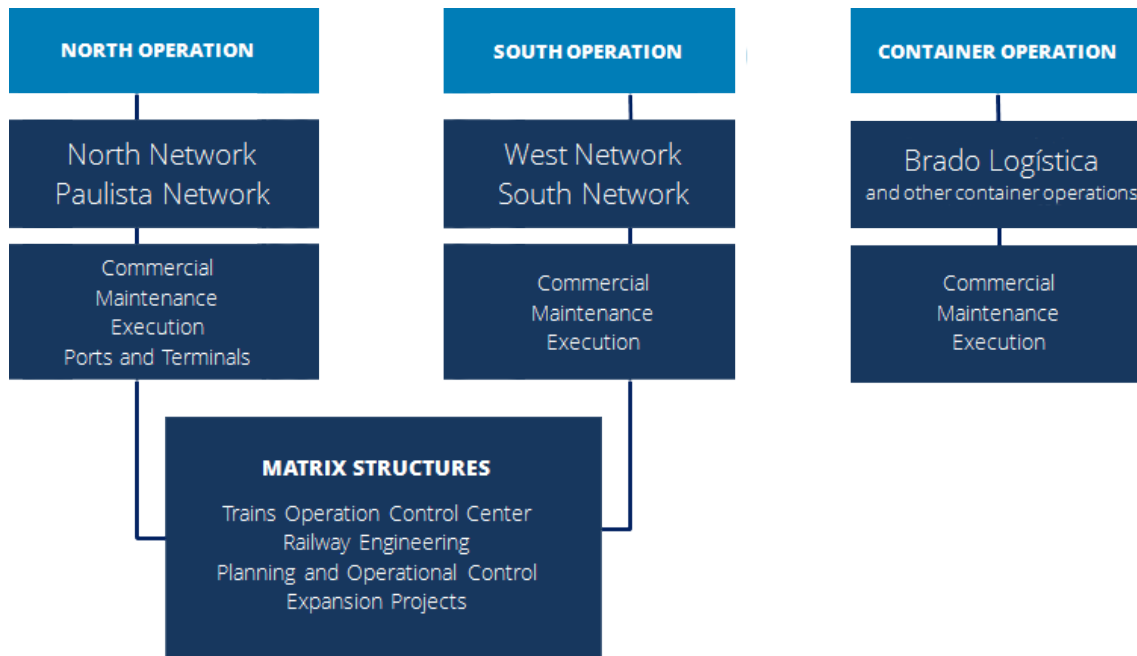 NORTH OPERATION
North Network
Paulista Network
Commercial
Maintenance
Execution
Ports and Terminals
SOUTH OPERATION
West Network
South Network
Commercial
Maintenance
Execution
CONTAINER OPERATION
Brado Logística
and other container operations
Commercial
Maintenance
Execution
MATRIX STRUCTURES
Trains Operation Control Center
Railway Engineering
Planning and Operational Control
Expansion Projects